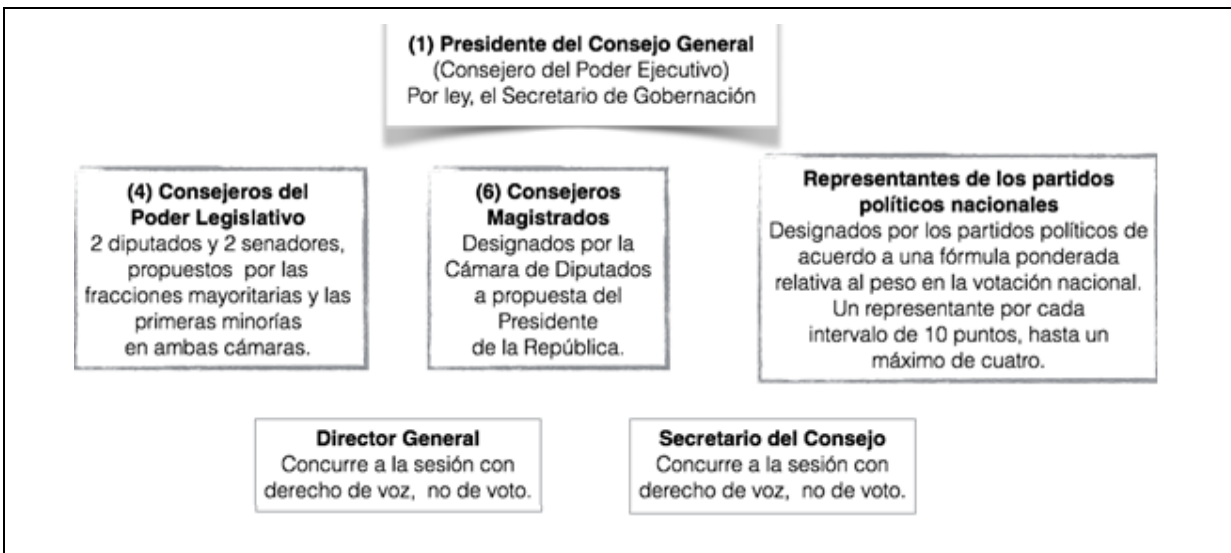 (1) Presidente del Consejo General
(Consejero del Poder Ejecutivo)
Por ley, el Secretario de Gobernación
(4) Consejeros del
Poder Legislativo
2 diputados y 2 senadores,
propuestos por las
fracciones mayoritarias y las
primeras minorías
en ambas cámaras.
(6) Consejeros
Magistrados
Designados por la
Cámara de Diputados
a propuesta del
Presidente
de la República.
Representantes de los partidos
políticos nacionales
Designados por los partidos políticos de
acuerdo a una fórmula ponderada
relativa al peso en la votación nacional.
Un representante por cada
intervalo de 10 puntos, hasta un
máximo de cuatro.
Director General
Concurre a la sesión con
derecho de voz, no de voto.
Secretario del Consejo
Concurre a la sesión con
derecho de voz, no de voto.